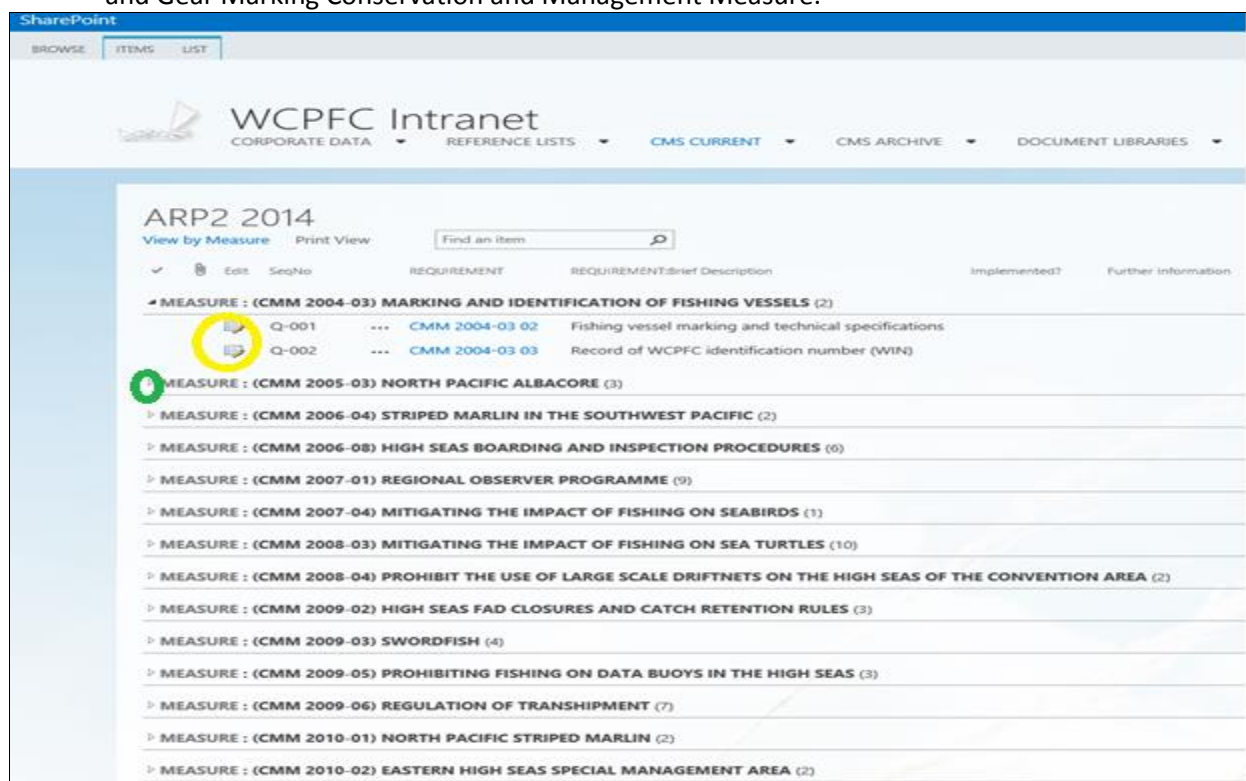 and Gear Marking Conservation and Management Measure.
SharePoint
BROWSE ITEMS LIST
WCPFC Intranet
CORPORATE DATA REFERENCE LISTS CMS CURRENT CMS ARCHIVE DOCUMENT LIBRARIES
ARP2 2014
View by Measure Print View Find an item
Edit SeqNo REQUIREMENT REQUIREMENT:Brief Description Implemented? Further Information
MEASURE : (CMM 2004-03) MARKING AND IDENTIFICATION OF FISHING VESSELS (2)
Q-001 ... CMM 2004-03 02 Fishing vessel marking and technical specifications
Q-002 ... CMM 2004-03 03 Record of WCPFC identification number (WIN)
MEASURE : (CMM 2005-03) NORTH PACIFIC ALBACORE (3)
MEASURE : (CMM 2006-04) STRIPED MARLIN IN THE SOUTHWEST PACIFIC (2)
MEASURE : (CMM 2006-08) HIGH SEAS BOARDING AND INSPECTION PROCEDURES (6)
MEASURE : (CMM 2007-01) REGIONAL OBSERVER PROGRAMME (9)
MEASURE : (CMM 2007-04) MITIGATING THE IMPACT OF FISHING ON SEABIRDS (1)
MEASURE : (CMM 2008-03) MITIGATING THE IMPACT OF FISHING ON SEA TURTLES (10)
MEASURE : (CMM 2008-04) PROHIBIT THE USE OF LARGE SCALE DRIFTNETS ON THE HIGH SEAS OF THE CONVENTION AREA (2)
MEASURE : (CMM 2009-02) HIGH SEAS FAD CLOSURES AND CATCH RETENTION RULES (3)
MEASURE : (CMM 2009-03) SWORDFISH (4)
MEASURE : (CMM 2009-05) PROHIBITING FISHING ON DATA BUOYS IN THE HIGH SEAS (3)
MEASURE : (CMM 2009-06) REGULATION OF TRANSHIPMENT (7)
MEASURE : (CMM 2010-01) NORTH PACIFIC STRIPED MARLIN (2)
MEASURE : (CMM 2010-02) EASTERN HIGH SEAS SPECIAL MANAGEMENT AREA (2)